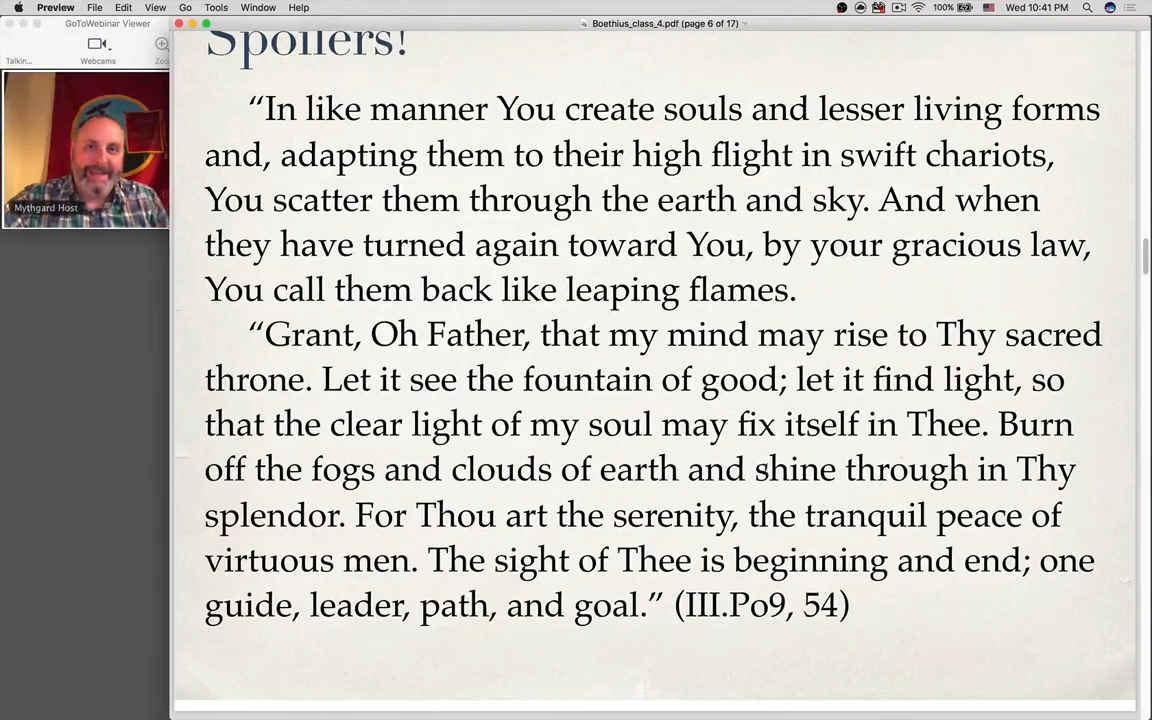 Preview File Edit View Go Tools Window Help
100% Wed 10:41 PM
GoToWebinar Viewer
Boethius_class_4.pdf (page 6 of 17)
Talkin... Webcams Zoo
Mythgard Host
Spoilers!
“In like manner You create souls and lesser living forms
and, adapting them to their high flight in swift chariots,
You scatter them through the earth and sky. And when
they have turned again toward You, by your gracious law,
You call them back like leaping flames.
“Grant, Oh Father, that my mind may rise to Thy sacred
throne. Let it see the fountain of good; let it find light, so
that the clear light of my soul may fix itself in Thee. Burn
off the fogs and clouds of earth and shine through in Thy
splendor. For Thou art the serenity, the tranquil peace of
virtuous men. The sight of Thee is beginning and end; one
guide, leader, path, and goal.” (III.Po9, 54)